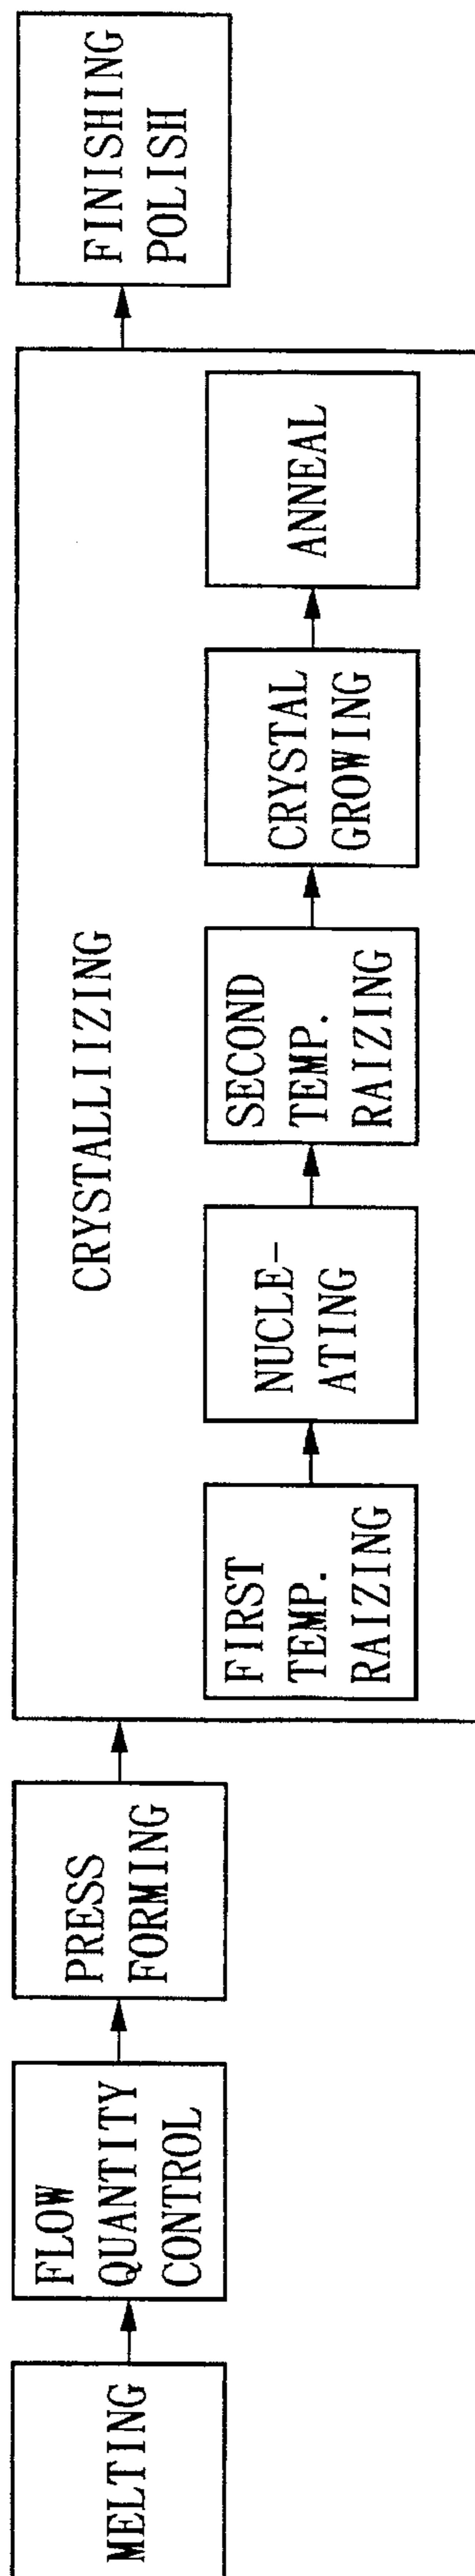 MELTING
FLOW
QUANTITY
CONTROL
PRESS
FORMING
CRYSTALLIIZING
FIRST
TEMP.
RAIZING
NUCLE-
ATING
SECOND
TEMP.
RAIZING
CRYSTAL
GROWING
ANNEAL
FINISHING
POLISH